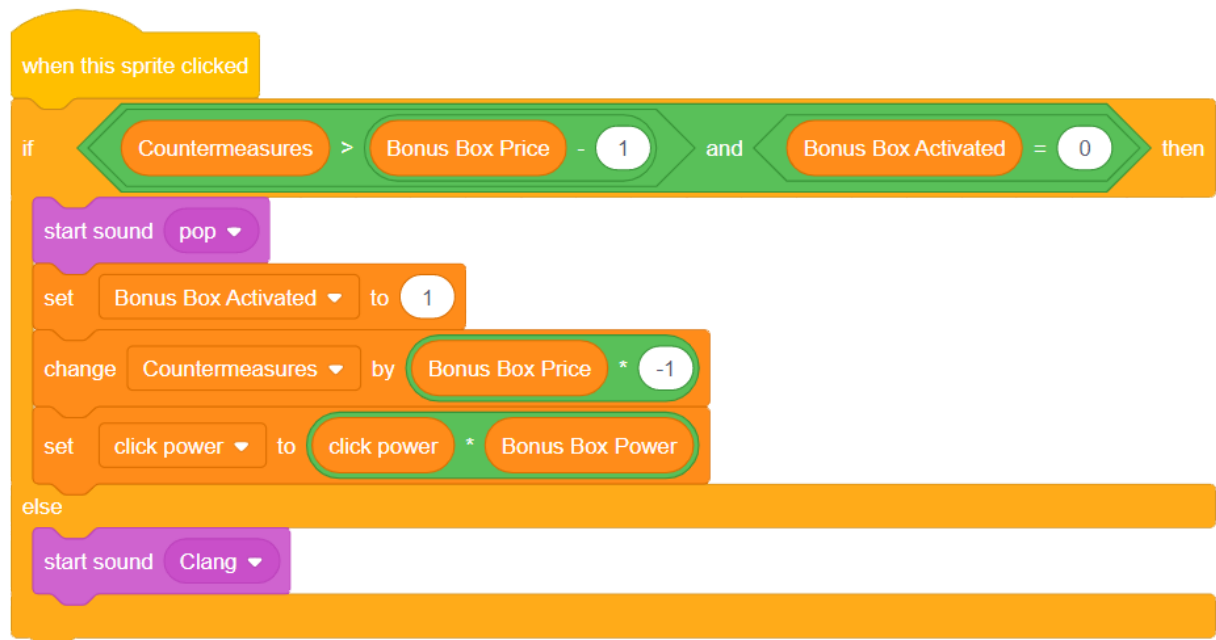 when this sprite clicked
if Countermeasures > Bonus Box Price - 1 and Bonus Box Activated = 0 then
start sound pop
set Bonus Box Activated to 1
change Countermeasures by Bonus Box Price * -1
set click power to click power * Bonus Box Power
else
start sound Clang